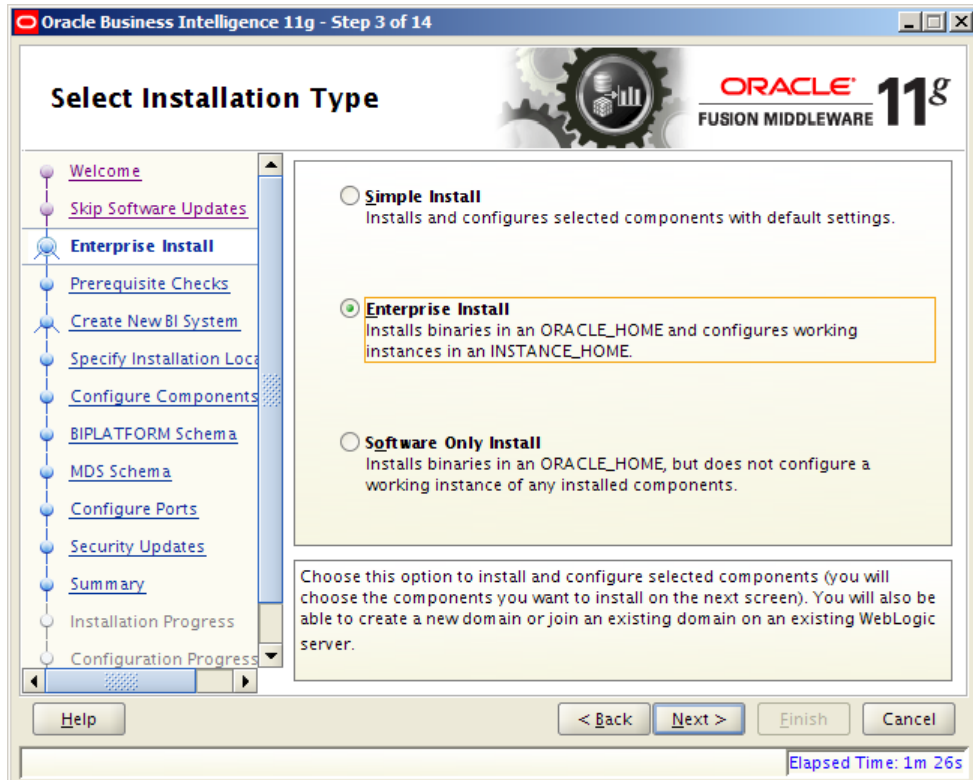 Oracle Business Intelligence 11g - Step 3 of 14
Select Installation Type
ORACLE
FUSION MIDDLEWARE
11g
Welcome
Skip Software Updates
Enterprise Install
Prerequisite Checks
Create New BI System
Specify Installation Loca
Configure Components
BIPLATFORM Schema
MDS Schema
Configure Ports
Security Updates
Summary
Installation Progress
Configuration Progress
Simple Install
Installs and configures selected components with default settings.
Enterprise Install
Installs binaries in an ORACLE_HOME and configures working
instances in an INSTANCE_HOME.
Software Only Install
Installs binaries in an ORACLE_HOME, but does not configure a
working instance of any installed components.
Choose this option to install and configure selected components (you will
choose the components you want to install on the next screen). You will also be
able to create a new domain or join an existing domain on an existing WebLogic
server.
Help
< Back
Next >
Finish
Cancel
Elapsed Time: 1m 26s